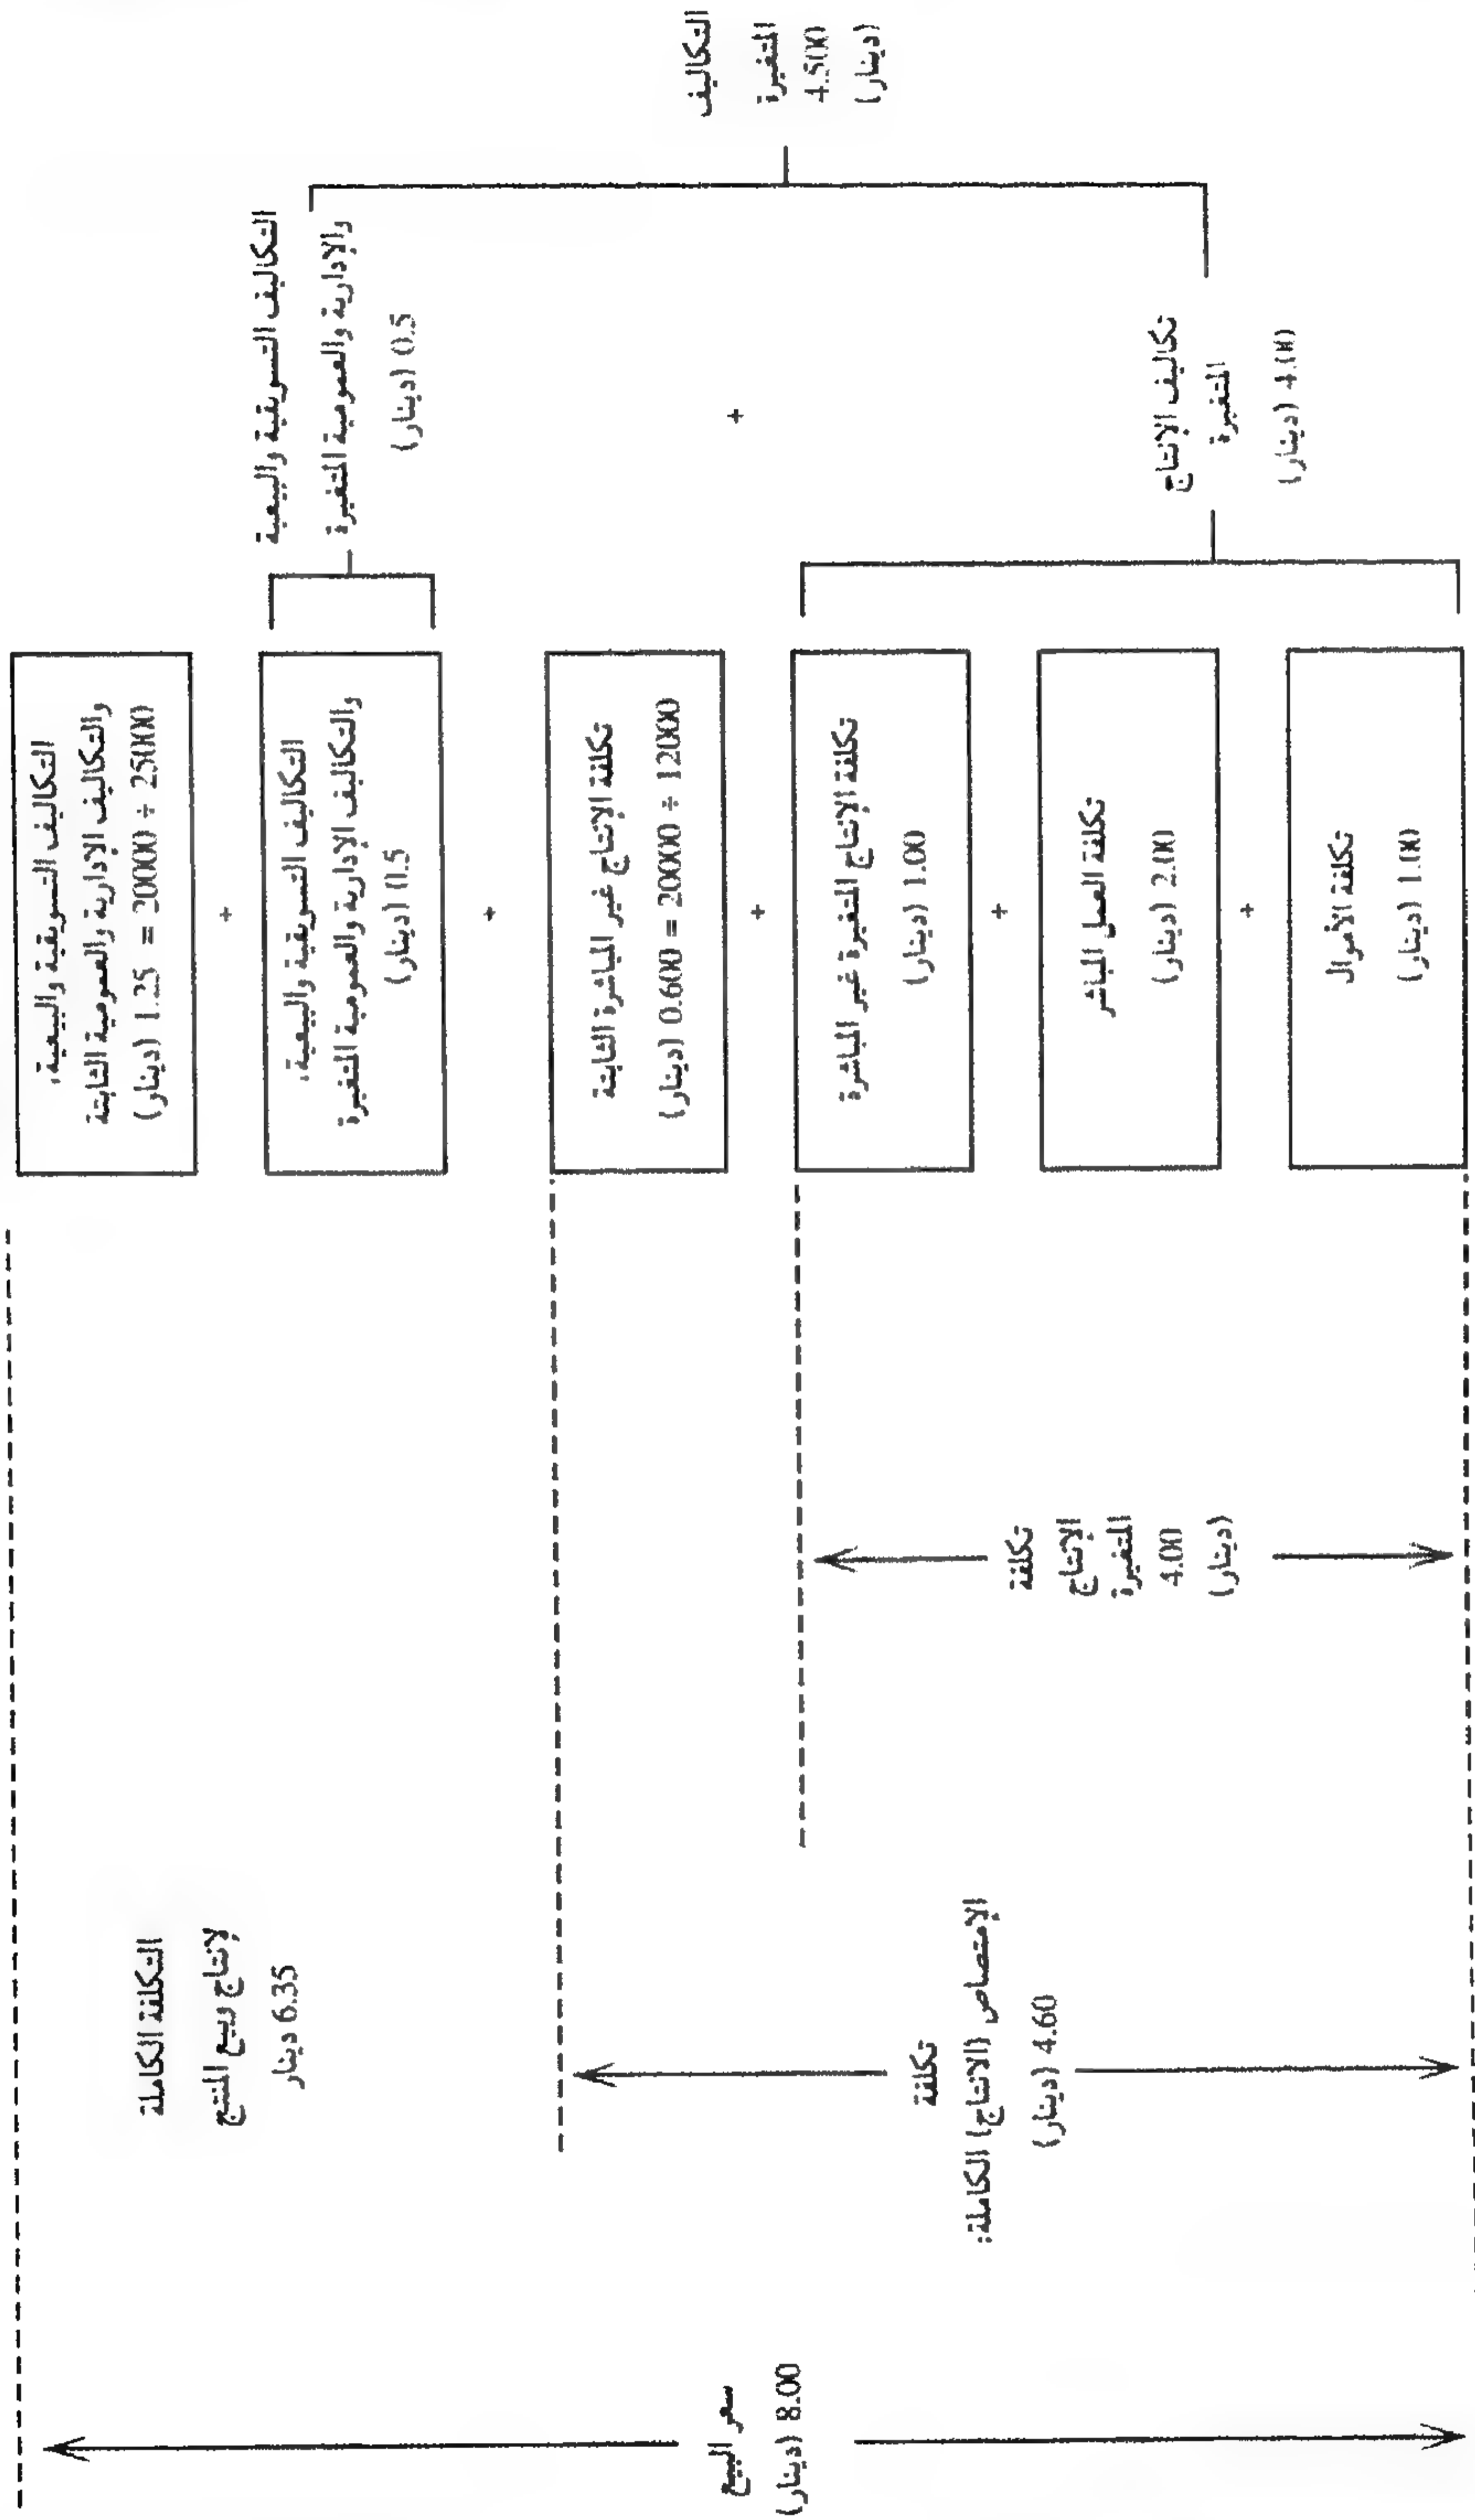 التكاليف
المتغيرة
4.500
(دينار)
التكاليف التسويقية والبيعية
والإدارية والعمومية المتغيرة
0.5 (دينار)
+
تكاليف الإنتاج
المتغيرة
4.00 (دينار)
التكاليف التسويقية والبيعية،
والتكاليف الإدارية والعمومية الثابتة
25000 ÷ 20000 = 1.25 (دينار)
+
التكاليف التسويقية والبيعية،
والتكاليف الإدارية والعمومية المتغيرة
0.5 (دينار)
+
تكلفة الإنتاج غير المباشرة الثابتة
12000 ÷ 20000 = 0.600 (دينار)
+
تكلفة الإنتاج المتغيرة غير المباشرة
1.00 (دينار)
+
تكلفة العمل المباشر
2.00 (دينار)
+
تكلفة الأموال
1.00 (دينار)
تكلفة
الإنتاج
المتغيرة
4.00
(دينار)
التكلفة الكاملة
لإنتاج وبيع المنتج
6.35 دينار
تكلفة
الإمتصاص (الانتاج) الكاملة:
4.60 (دينار)
سعر البيع
8.00 (دينار)